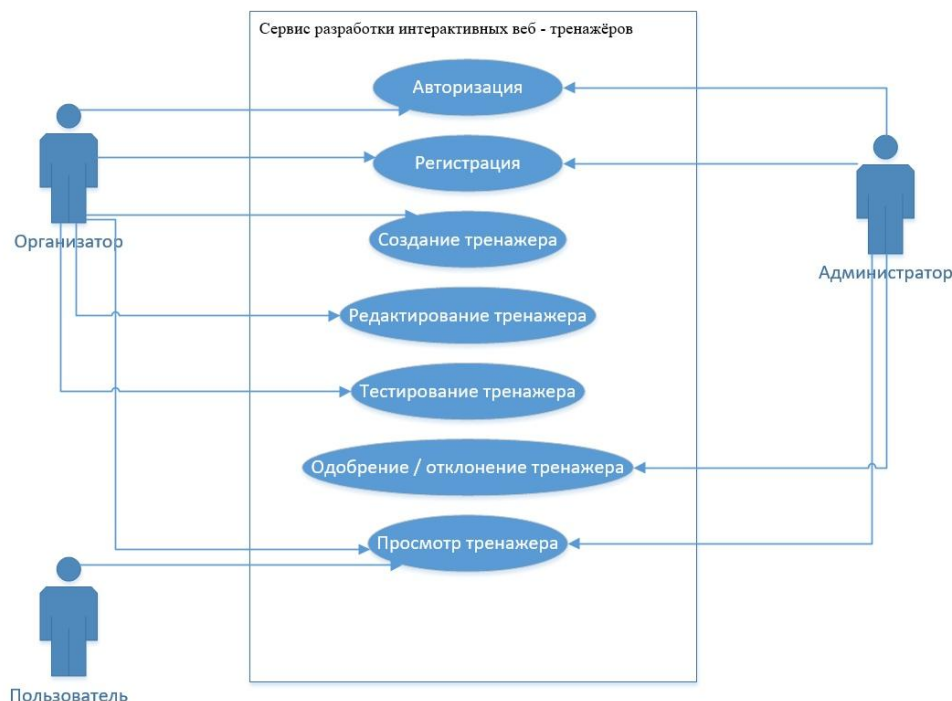 Сервис разработки интерактивных веб - тренажёров
Авторизация
Регистрация
Организатор
Создание тренажера
Администратор
Редактирование тренажера
Тестирование тренажера
Одобрение / отклонение тренажера
Просмотр тренажера
Пользователь